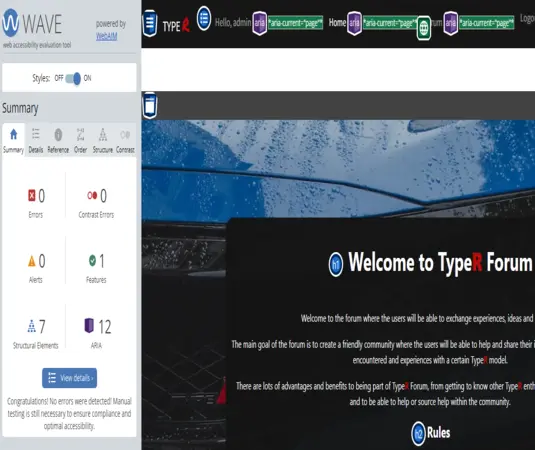 WAVE
web accessibility evaluation tool
powered by
WebAIM
Styles: OFF ON
Summary
Summary Details Reference Order Structure Contrast
0 0
Errors Contrast Errors
0 1
Alerts Features
7 12
Structural Elements ARIA
View details ›
Congratulations! No errors were detected! Manual
testing is still necessary to ensure compliance and
optimal accessibility.
TYPE R Hello, admin aria *aria-current="page"* Home aria *aria-current="page"* rum aria *aria-current="page"* Logo
h1 Welcome to TypeR Forum
Welcome to the forum where the users will be able to exchange experiences, ideas and
The main goal of the forum is to create a friendly community where the users will be able to help and share their i
encountered and experiences with a certain TypeR model.
There are lots of advantages and benefits to being part of TypeR Forum, from getting to know other TypeR enth
and to be able to help or source help within the community.
h2 Rules